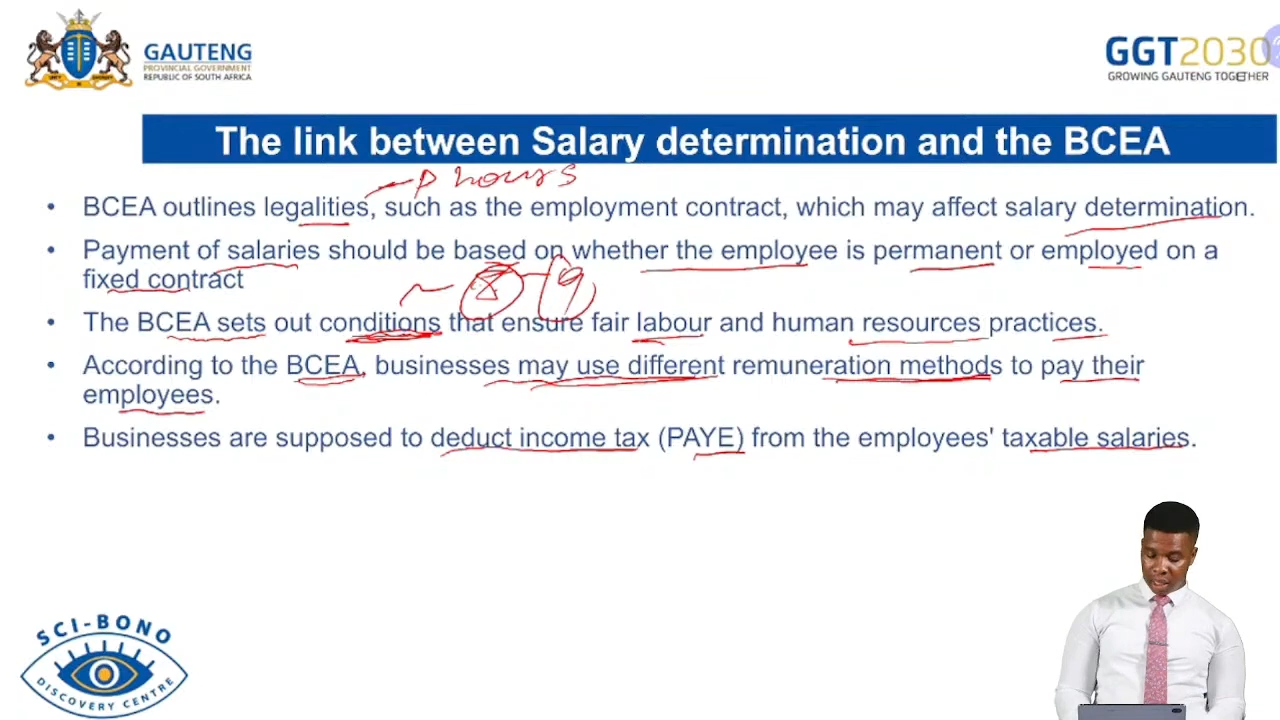 GAUTENG
PROVINCIAL GOVERNMENT
REPUBLIC OF SOUTH AFRICA
GGT2030
GROWING GAUTENG TOGETHER
The link between Salary determination and the BCEA
hours
• BCEA outlines legalities, such as the employment contract, which may affect salary determination.
• Payment of salaries should be based on whether the employee is permanent or employed on a
fixed contract
8 9
• The BCEA sets out conditions that ensure fair labour and human resources practices.
• According to the BCEA, businesses may use different remuneration methods to pay their
employees.
• Businesses are supposed to deduct income tax (PAYE) from the employees' taxable salaries.
SCI-BONO
DISCOVERY CENTRE